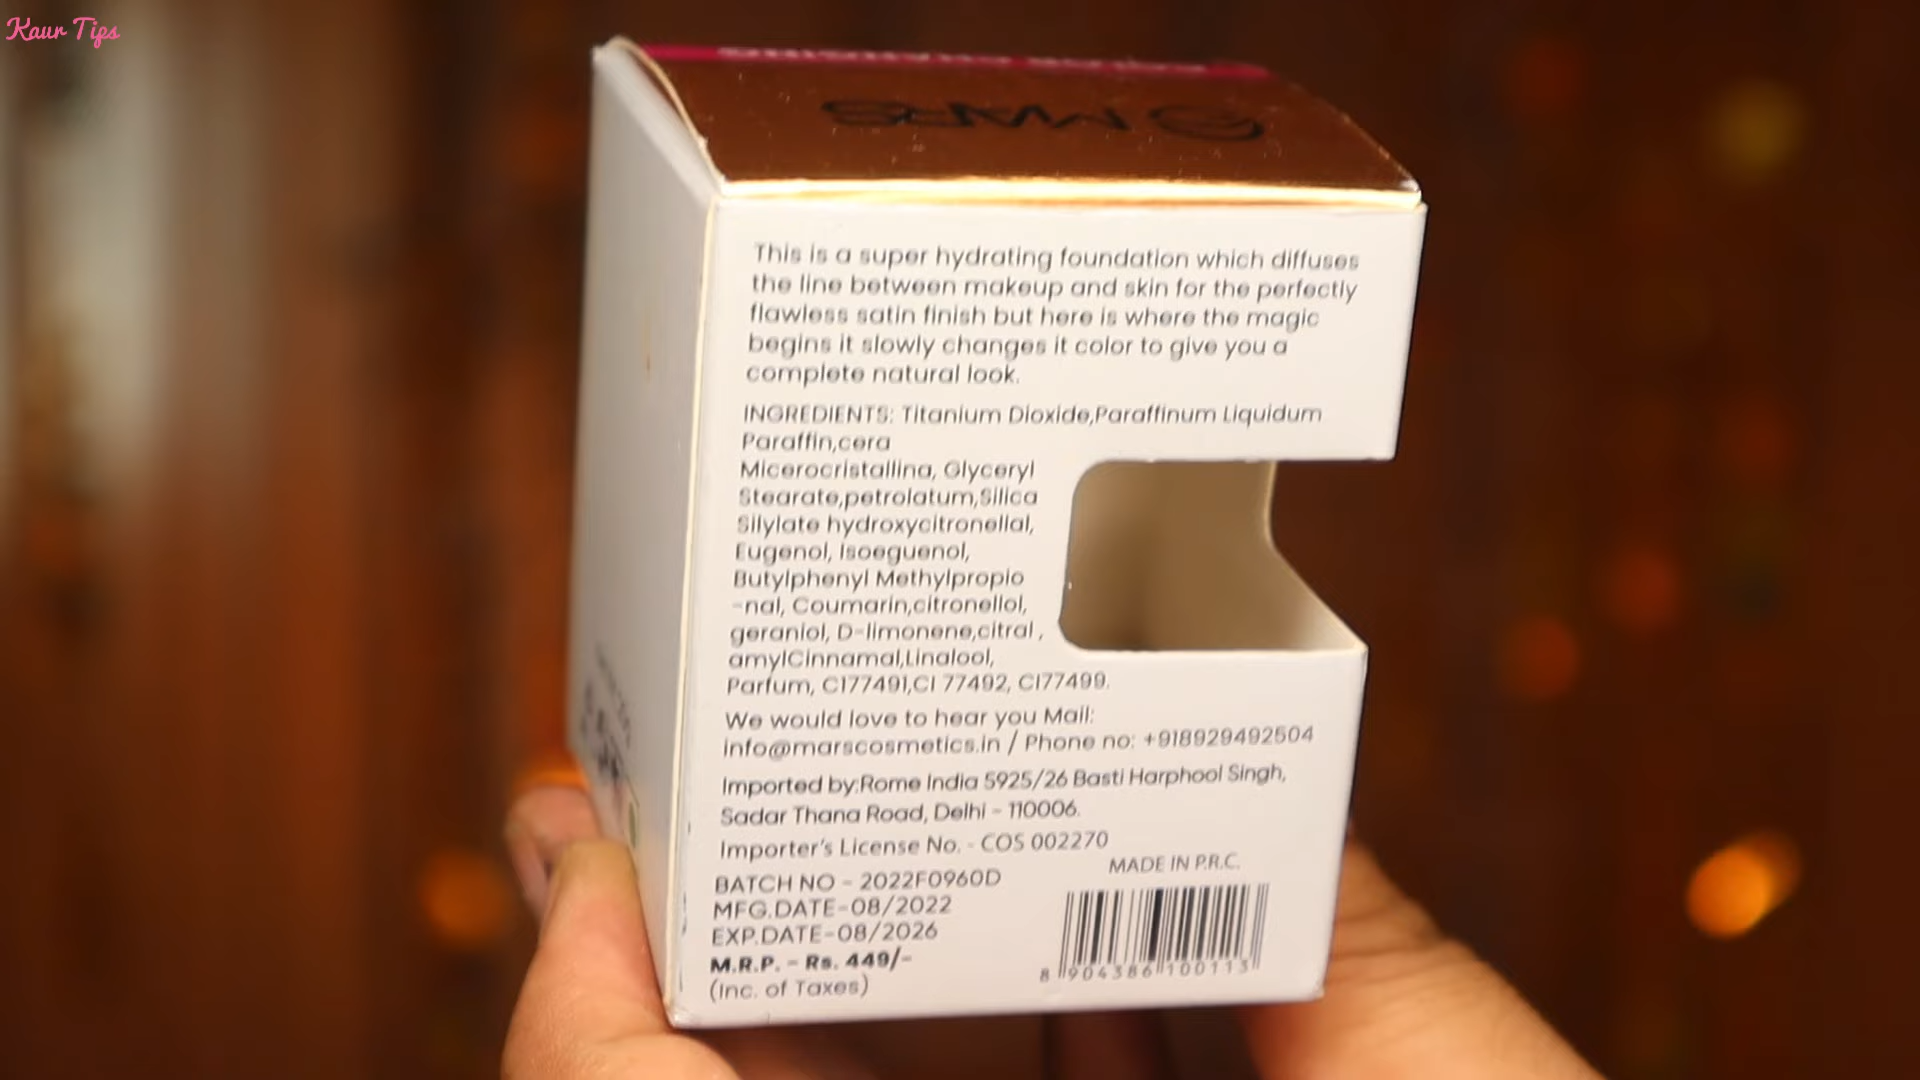 Kaur Tips
MARS
This is a super hydrating foundation which diffuses
the line between makeup and skin for the perfectly
flawless satin finish but here is where the magic
begins it slowly changes it color to give you a
complete natural look.
INGREDIENTS: Titanium Dioxide,Paraffinum Liquidum
Paraffin,cera
Micerocristallina, Glyceryl
Stearate,petrolatum,Silica
Silylate hydroxycitronellal,
Eugenol, Isoeguenol,
Butylphenyl Methylpropio
-nal, Coumarin,citronellol,
geraniol, D-limonene,citral,
amylCinnamal,Linalool,
Parfum, C177491,CI 77492, CI77499.
We would love to hear you Mail:
info@marscosmetics.in / Phone no: +918929492504
Imported by:Rome India 5925/26 Basti Harphool Singh,
Sadar Thana Road, Delhi - 110006.
Importer's License No. - COS 002270
MADE IN P.R.C.
BATCH NO - 2022F0960D
MFG.DATE-08/2022
EXP.DATE-08/2026
M.R.P. - Rs. 449/-
(Inc. of Taxes)
8 904386 100113